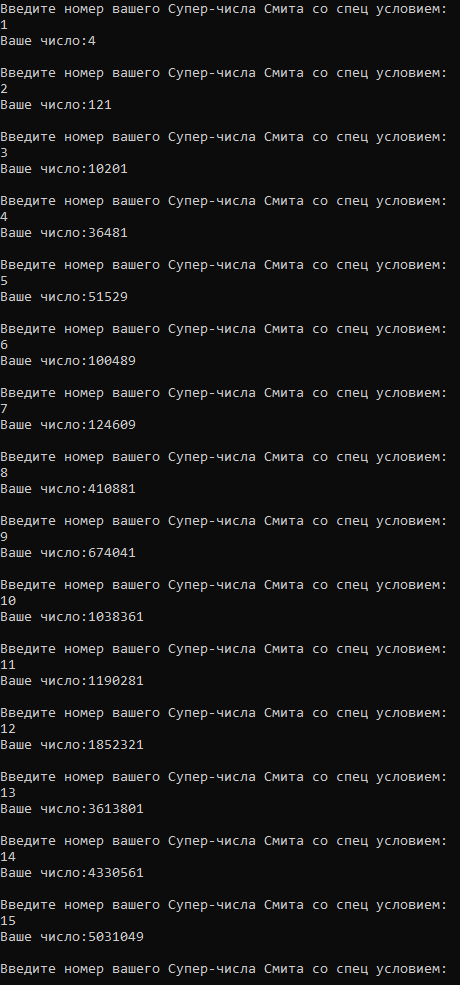 Введите номер вашего Супер-числа Смита со спец условием:
1
Ваше число:4
Введите номер вашего Супер-числа Смита со спец условием:
2
Ваше число:121
Введите номер вашего Супер-числа Смита со спец условием:
3
Ваше число:10201
Введите номер вашего Супер-числа Смита со спец условием:
4
Ваше число:36481
Введите номер вашего Супер-числа Смита со спец условием:
5
Ваше число:51529
Введите номер вашего Супер-числа Смита со спец условием:
6
Ваше число:100489
Введите номер вашего Супер-числа Смита со спец условием:
7
Ваше число:124609
Введите номер вашего Супер-числа Смита со спец условием:
8
Ваше число:410881
Введите номер вашего Супер-числа Смита со спец условием:
9
Ваше число:674041
Введите номер вашего Супер-числа Смита со спец условием:
10
Ваше число:1038361
Введите номер вашего Супер-числа Смита со спец условием:
11
Ваше число:1190281
Введите номер вашего Супер-числа Смита со спец условием:
12
Ваше число:1852321
Введите номер вашего Супер-числа Смита со спец условием:
13
Ваше число:3613801
Введите номер вашего Супер-числа Смита со спец условием:
14
Ваше число:4330561
Введите номер вашего Супер-числа Смита со спец условием:
15
Ваше число:5031049
Введите номер вашего Супер-числа Смита со спец условием: